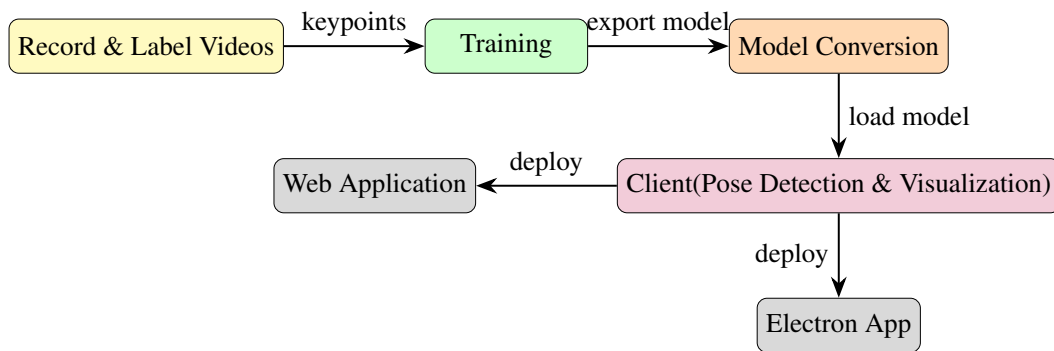 Record & Label Videos
keypoints
Training
export model
Model Conversion
load model
Client(Pose Detection & Visualization)
deploy
Web Application
deploy
Electron App